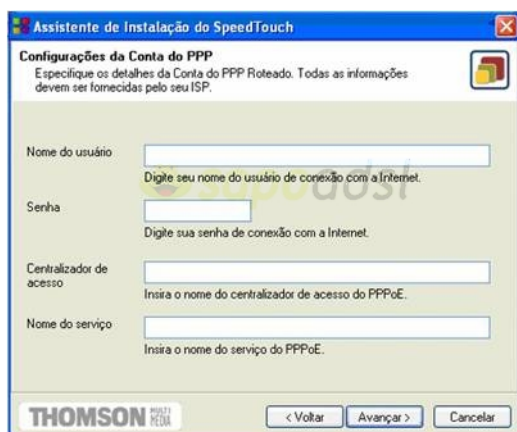 Assistente de Instalação do SpeedTouch
Configurações da Conta do PPP
Especifique os detalhes da Conta do PPP Roteado. Todas as informações
devem ser fornecidas pelo seu ISP.
Nome do usuário
Digite seu nome do usuário de conexão com a Internet.
sapoadsl
Senha
Digite sua senha de conexão com a Internet.
Centralizador de
acesso
Insira o nome do centralizador de acesso do PPPoE.
Nome do serviço
Insira o nome do serviço do PPPoE.
THOMSON MULTI
MEDIA
< Voltar Avançar > Cancelar